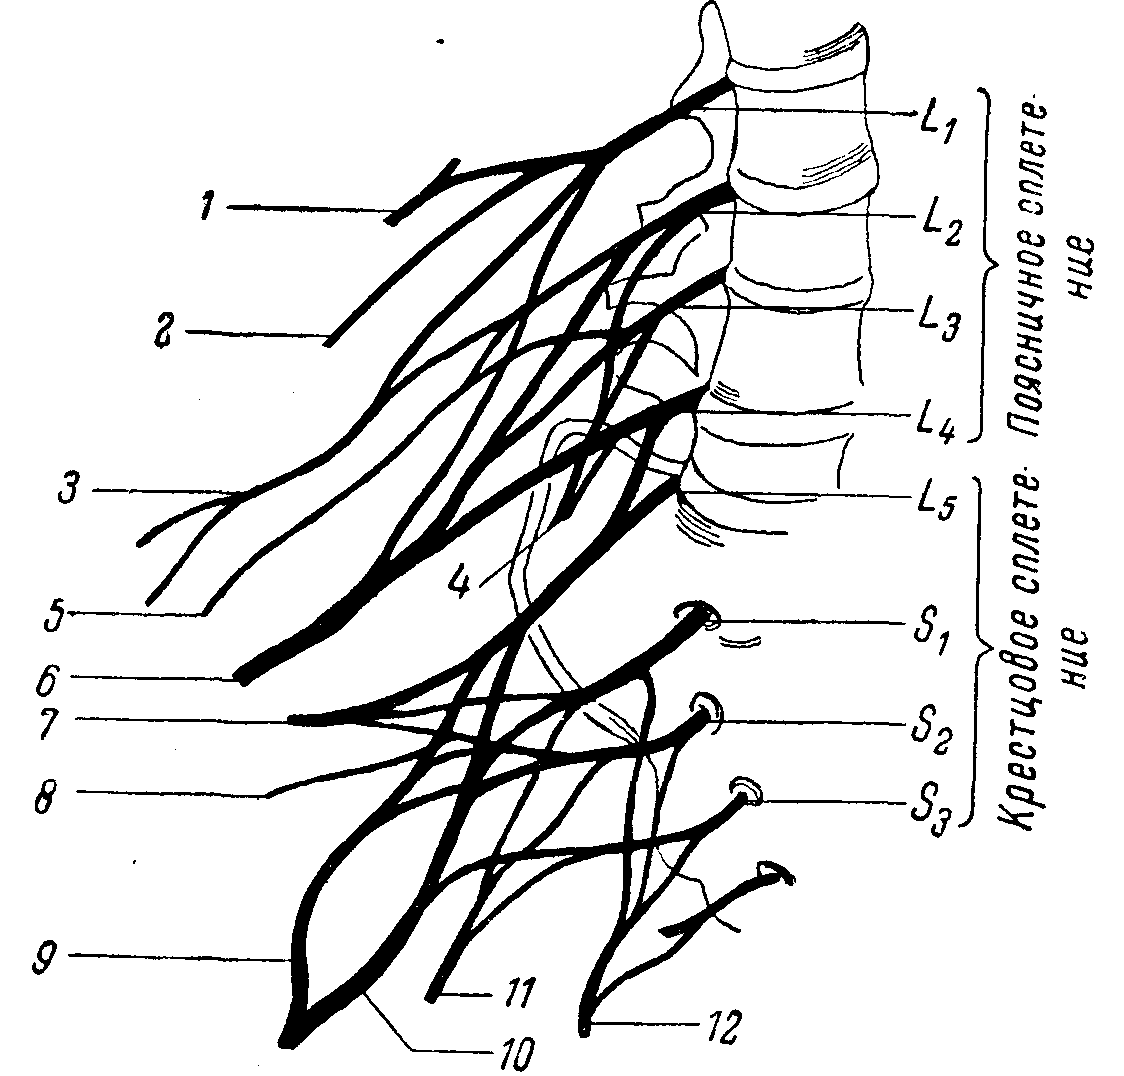 L1
1
L2
2
L3
L4
3
L5
4
5
S1
6
7
S2
8
S3
9
11
10
12
Поясничное сплете-
ние
Крестцовое сплете-
ние